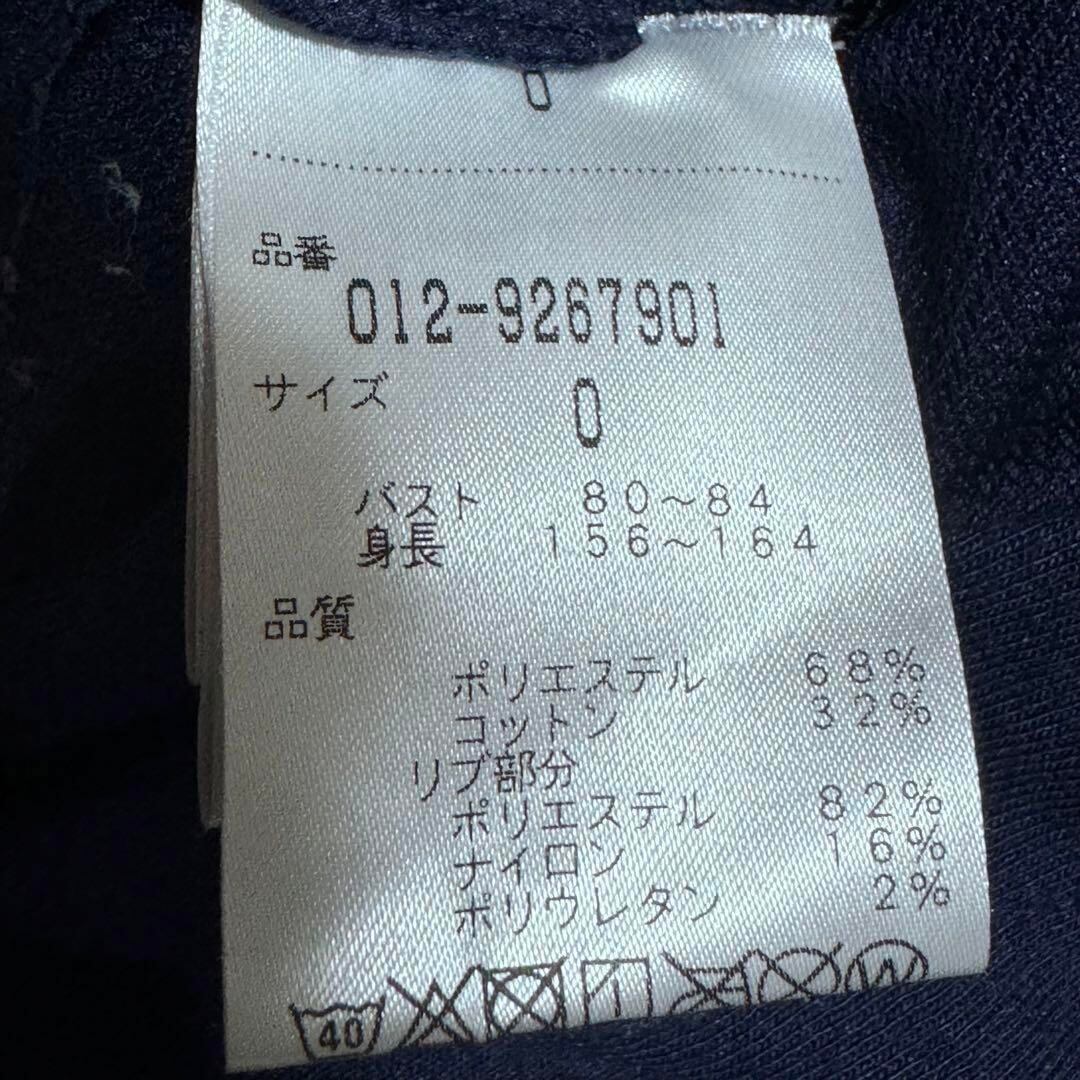 0
品番
012-9267901
サイズ 0
バスト 80~84
身長 156~164
品質
ポリエステル 68%
コットン 32%
リブ部分
ポリエステル 82%
ナイロン 16%
ポリウレタン 2%
40 W